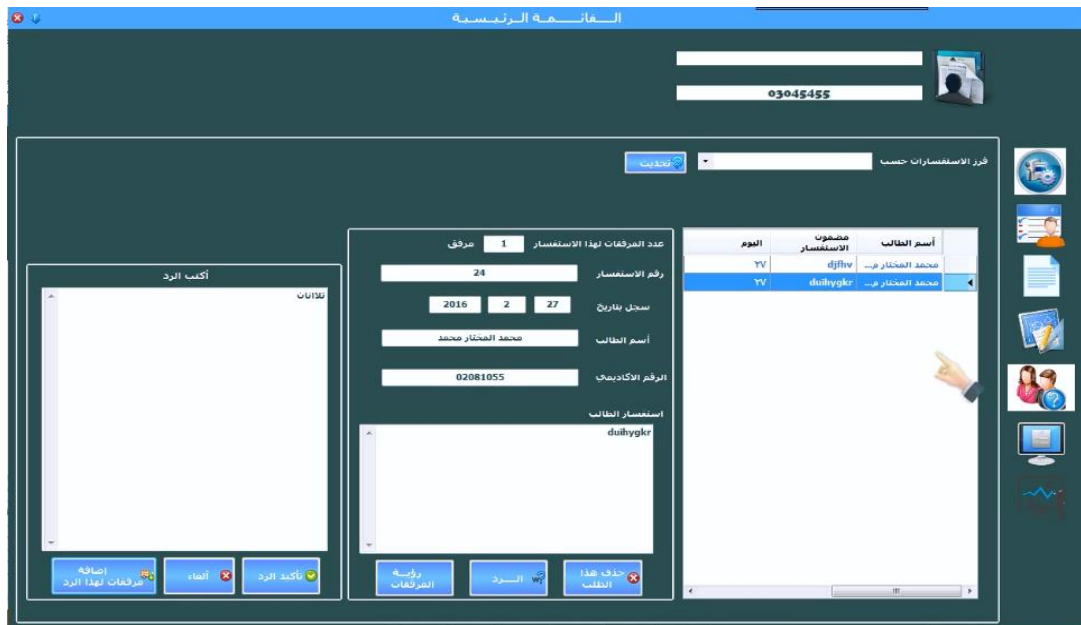 الـــقائـــــمـة الـرئـيـسـيـة
03045455
فرز الاستفسارات حسب
تحديث
أسم الطالب مضمون الاستفسار اليوم
محمد المختار م... djfhv ٢٧
محمد المختار م... duihygkr ٢٧
عدد المرفقات لهذا الاستفسار 1 مرفق
رقم الاستفسار 24
سجل بتاريخ 27 2 2016
أسم الطالب محمد المختار محمد
الرقم الاكاديمي 02081055
استفسار الطالب
duihygkr
حذف هذا الطلب
الـــرد
رؤيـــة المرفقات
أكتب الرد
تلاانات
تأكيد الرد
ألغاء
اضافة مرفقات لهذا الرد